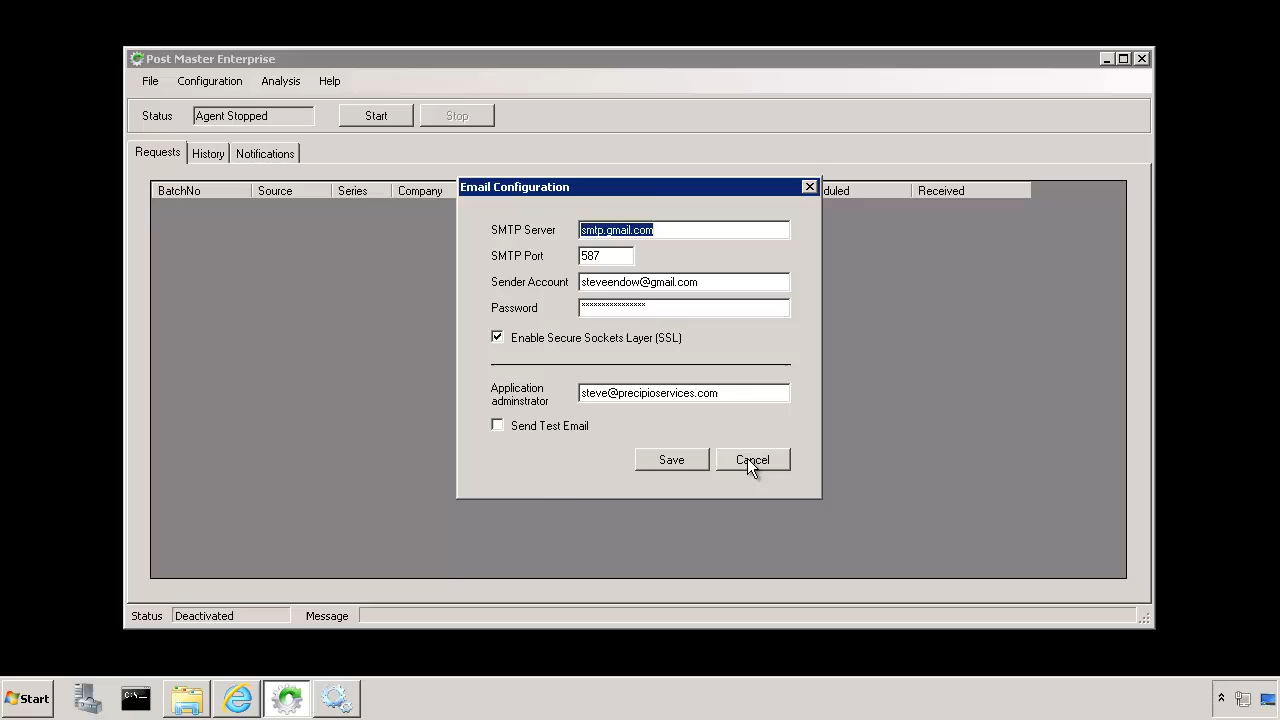 Post Master Enterprise
File Configuration Analysis Help
Status Agent Stopped Start Stop
Requests History Notifications
BatchNo Source Series Company duled Received
Email Configuration
SMTP Server smtp.gmail.com
SMTP Port 587
Sender Account steveendow@gmail.com
Password ****************
Enable Secure Sockets Layer (SSL)
Application
adminstrator
steve@precipioservices.com
Send Test Email
Save Cancel
Status Deactivated Message
Start
C:\_